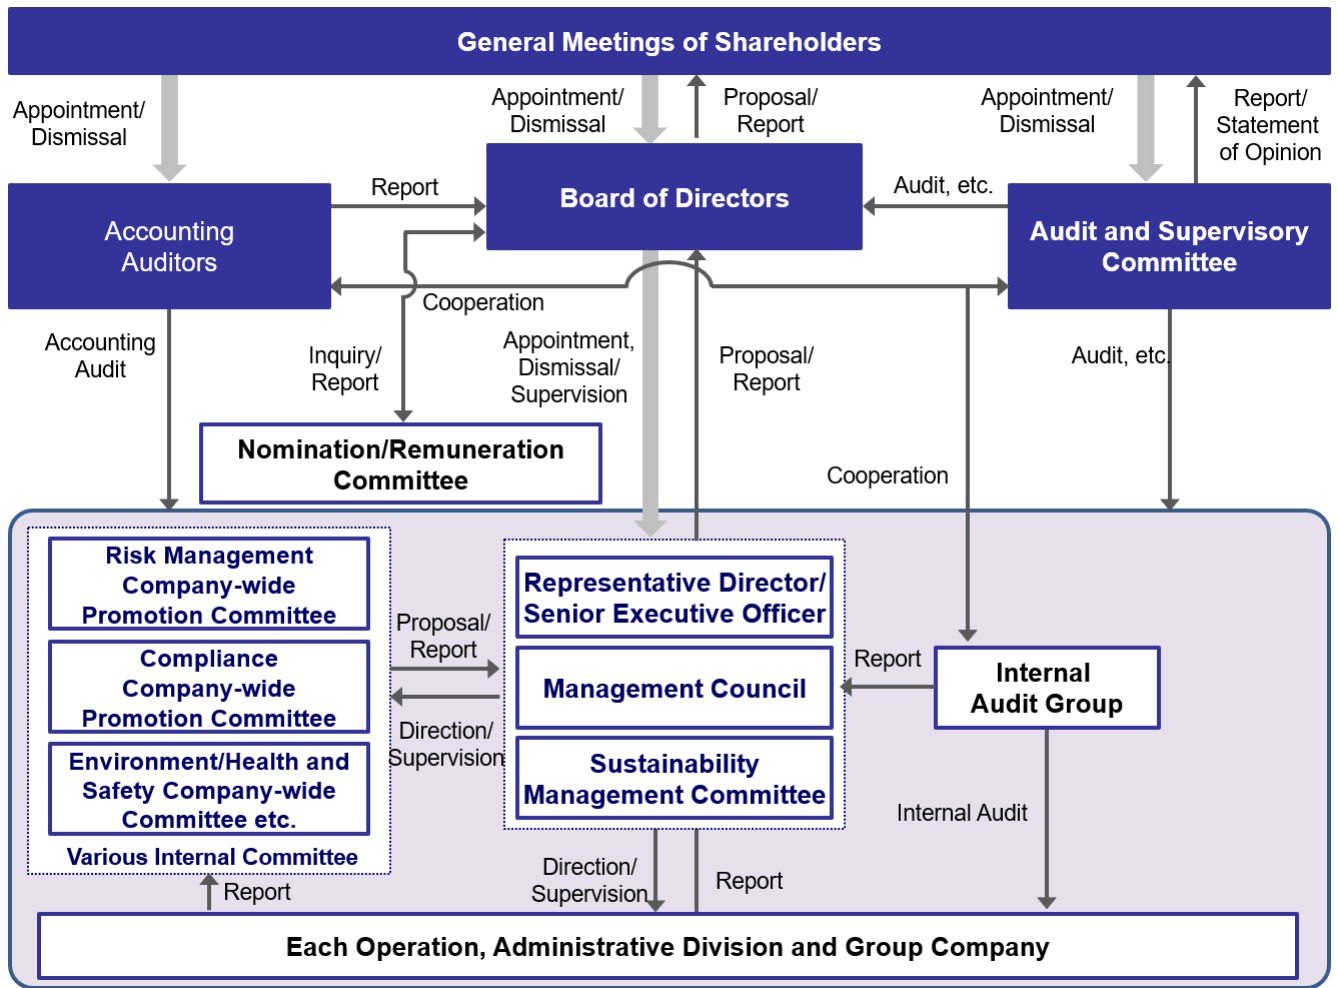 General Meetings of Shareholders
Appointment/
Dismissal
Appointment/
Dismissal
Proposal/
Report
Appointment/
Dismissal
Report/
Statement
of Opinion
Accounting
Auditors
Report
Board of Directors
Audit, etc.
Audit and Supervisory
Committee
Cooperation
Accounting
Audit
Inquiry/
Report
Appointment,
Dismissal/
Supervision
Proposal/
Report
Audit, etc.
Nomination/Remuneration
Committee
Cooperation
Risk Management
Company-wide
Promotion Committee
Compliance
Company-wide
Promotion Committee
Environment/Health and
Safety Company-wide
Committee etc.
Various Internal Committee
Proposal/
Report
Direction/
Supervision
Representative Director/
Senior Executive Officer
Management Council
Sustainability
Management Committee
Report
Internal
Audit Group
Internal Audit
Report
Direction/
Supervision
Report
Each Operation, Administrative Division and Group Company